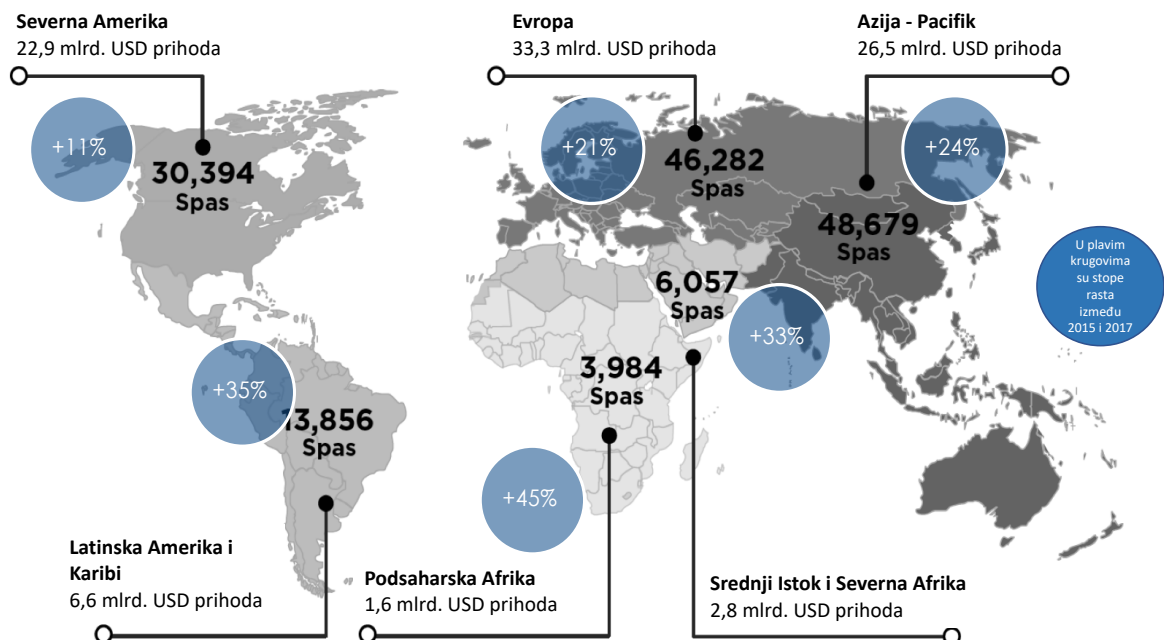 Severna Amerika
22,9 mlrd. USD prihoda
Evropa
33,3 mlrd. USD prihoda
Azija - Pacifik
26,5 mlrd. USD prihoda
+11%
30,394
Spas
+21%
46,282
Spas
+24%
48,679
Spas
U plavim
krugovima
su stope
rasta
između
2015 i 2017
6,057
Spas
+33%
+35%
13,856
Spas
3,984
Spas
+45%
Latinska Amerika i
Karibi
6,6 mlrd. USD prihoda
Podsaharska Afrika
1,6 mlrd. USD prihoda
Srednji Istok i Severna Afrika
2,8 mlrd. USD prihoda